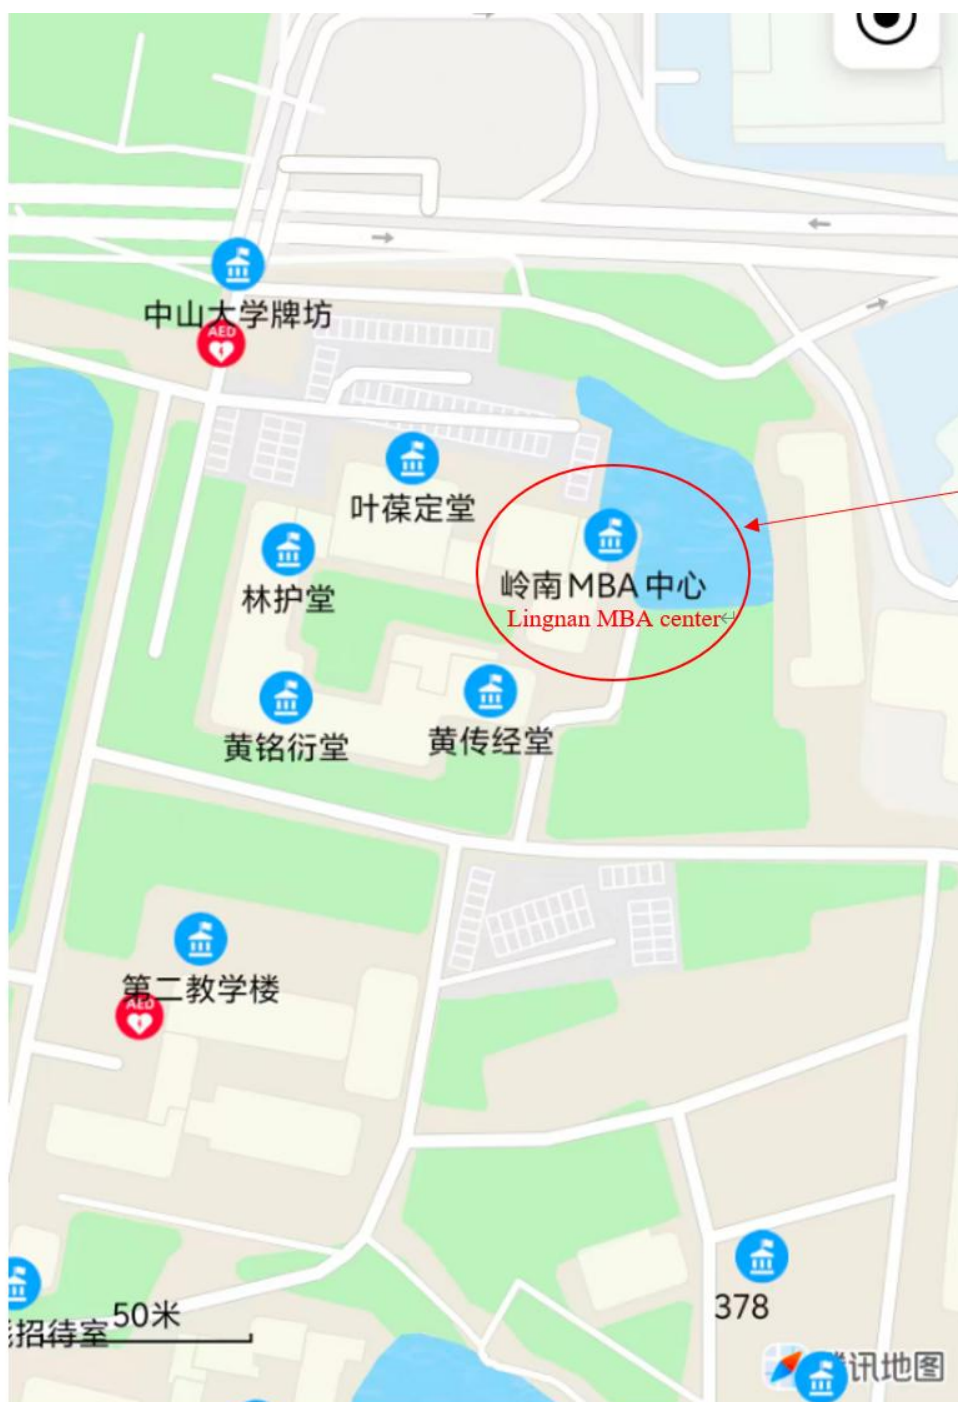 中山大学牌坊
AED
叶葆定堂
林护堂
岭南MBA中心
Lingnan MBA center
黄铭衍堂
黄传经堂
第二教学楼
AED
378
50米
招待室
讯地图